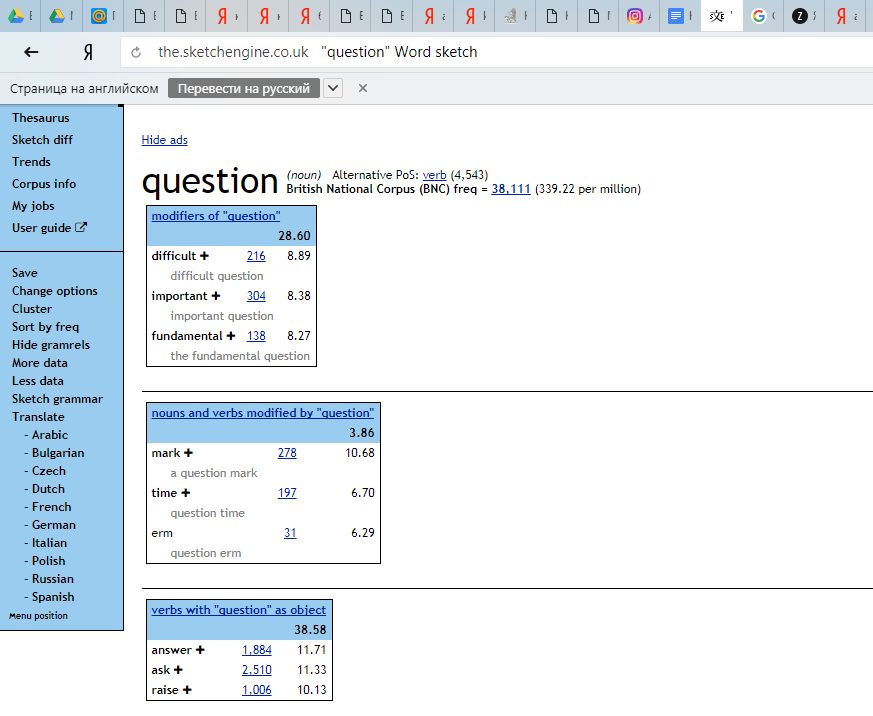 the.sketchengine.co.uk "question" Word sketch
Страница на английском Перевести на русский
Thesaurus
Sketch diff
Trends
Corpus info
My jobs
User guide
Save
Change options
Cluster
Sort by freq
Hide gramrels
More data
Less data
Sketch grammar
Translate
- Arabic
- Bulgarian
- Czech
- Dutch
- French
- German
- Italian
- Polish
- Russian
- Spanish
Menu position
Hide ads
question (noun) Alternative PoS: verb (4,543)
British National Corpus (BNC) freq = 38,111 (339.22 per million)
modifiers of "question"
28.60
difficult + 216 8.89
difficult question
important + 304 8.38
important question
fundamental + 138 8.27
the fundamental question
nouns and verbs modified by "question"
3.86
mark + 278 10.68
a question mark
time + 197 6.70
question time
erm 31 6.29
question erm
verbs with "question" as object
38.58
answer + 1,884 11.71
ask + 2,510 11.33
raise + 1,006 10.13